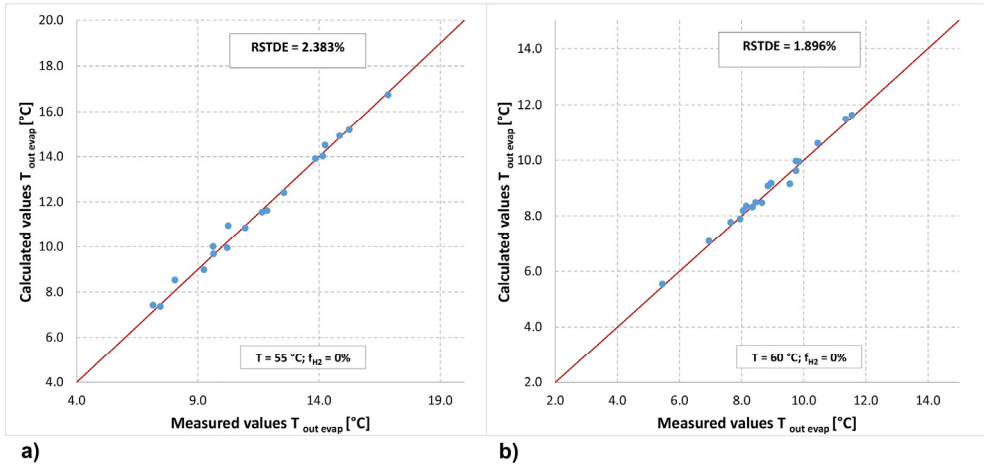 20.0
18.0
16.0
14.0
12.0
10.0
8.0
6.0
4.0
4.0 9.0 14.0 19.0
Calculated values T out evap [°C]
Measured values T out evap [°C]
RSTDE = 2.383%
T = 55 °C; fH2 = 0%
a)
14.0
12.0
10.0
8.0
6.0
4.0
2.0
2.0 4.0 6.0 8.0 10.0 12.0 14.0
Calculated values T out evap [°C]
Measured values T out evap [°C]
RSTDE = 1.896%
T = 60 °C; fH2 = 0%
b)